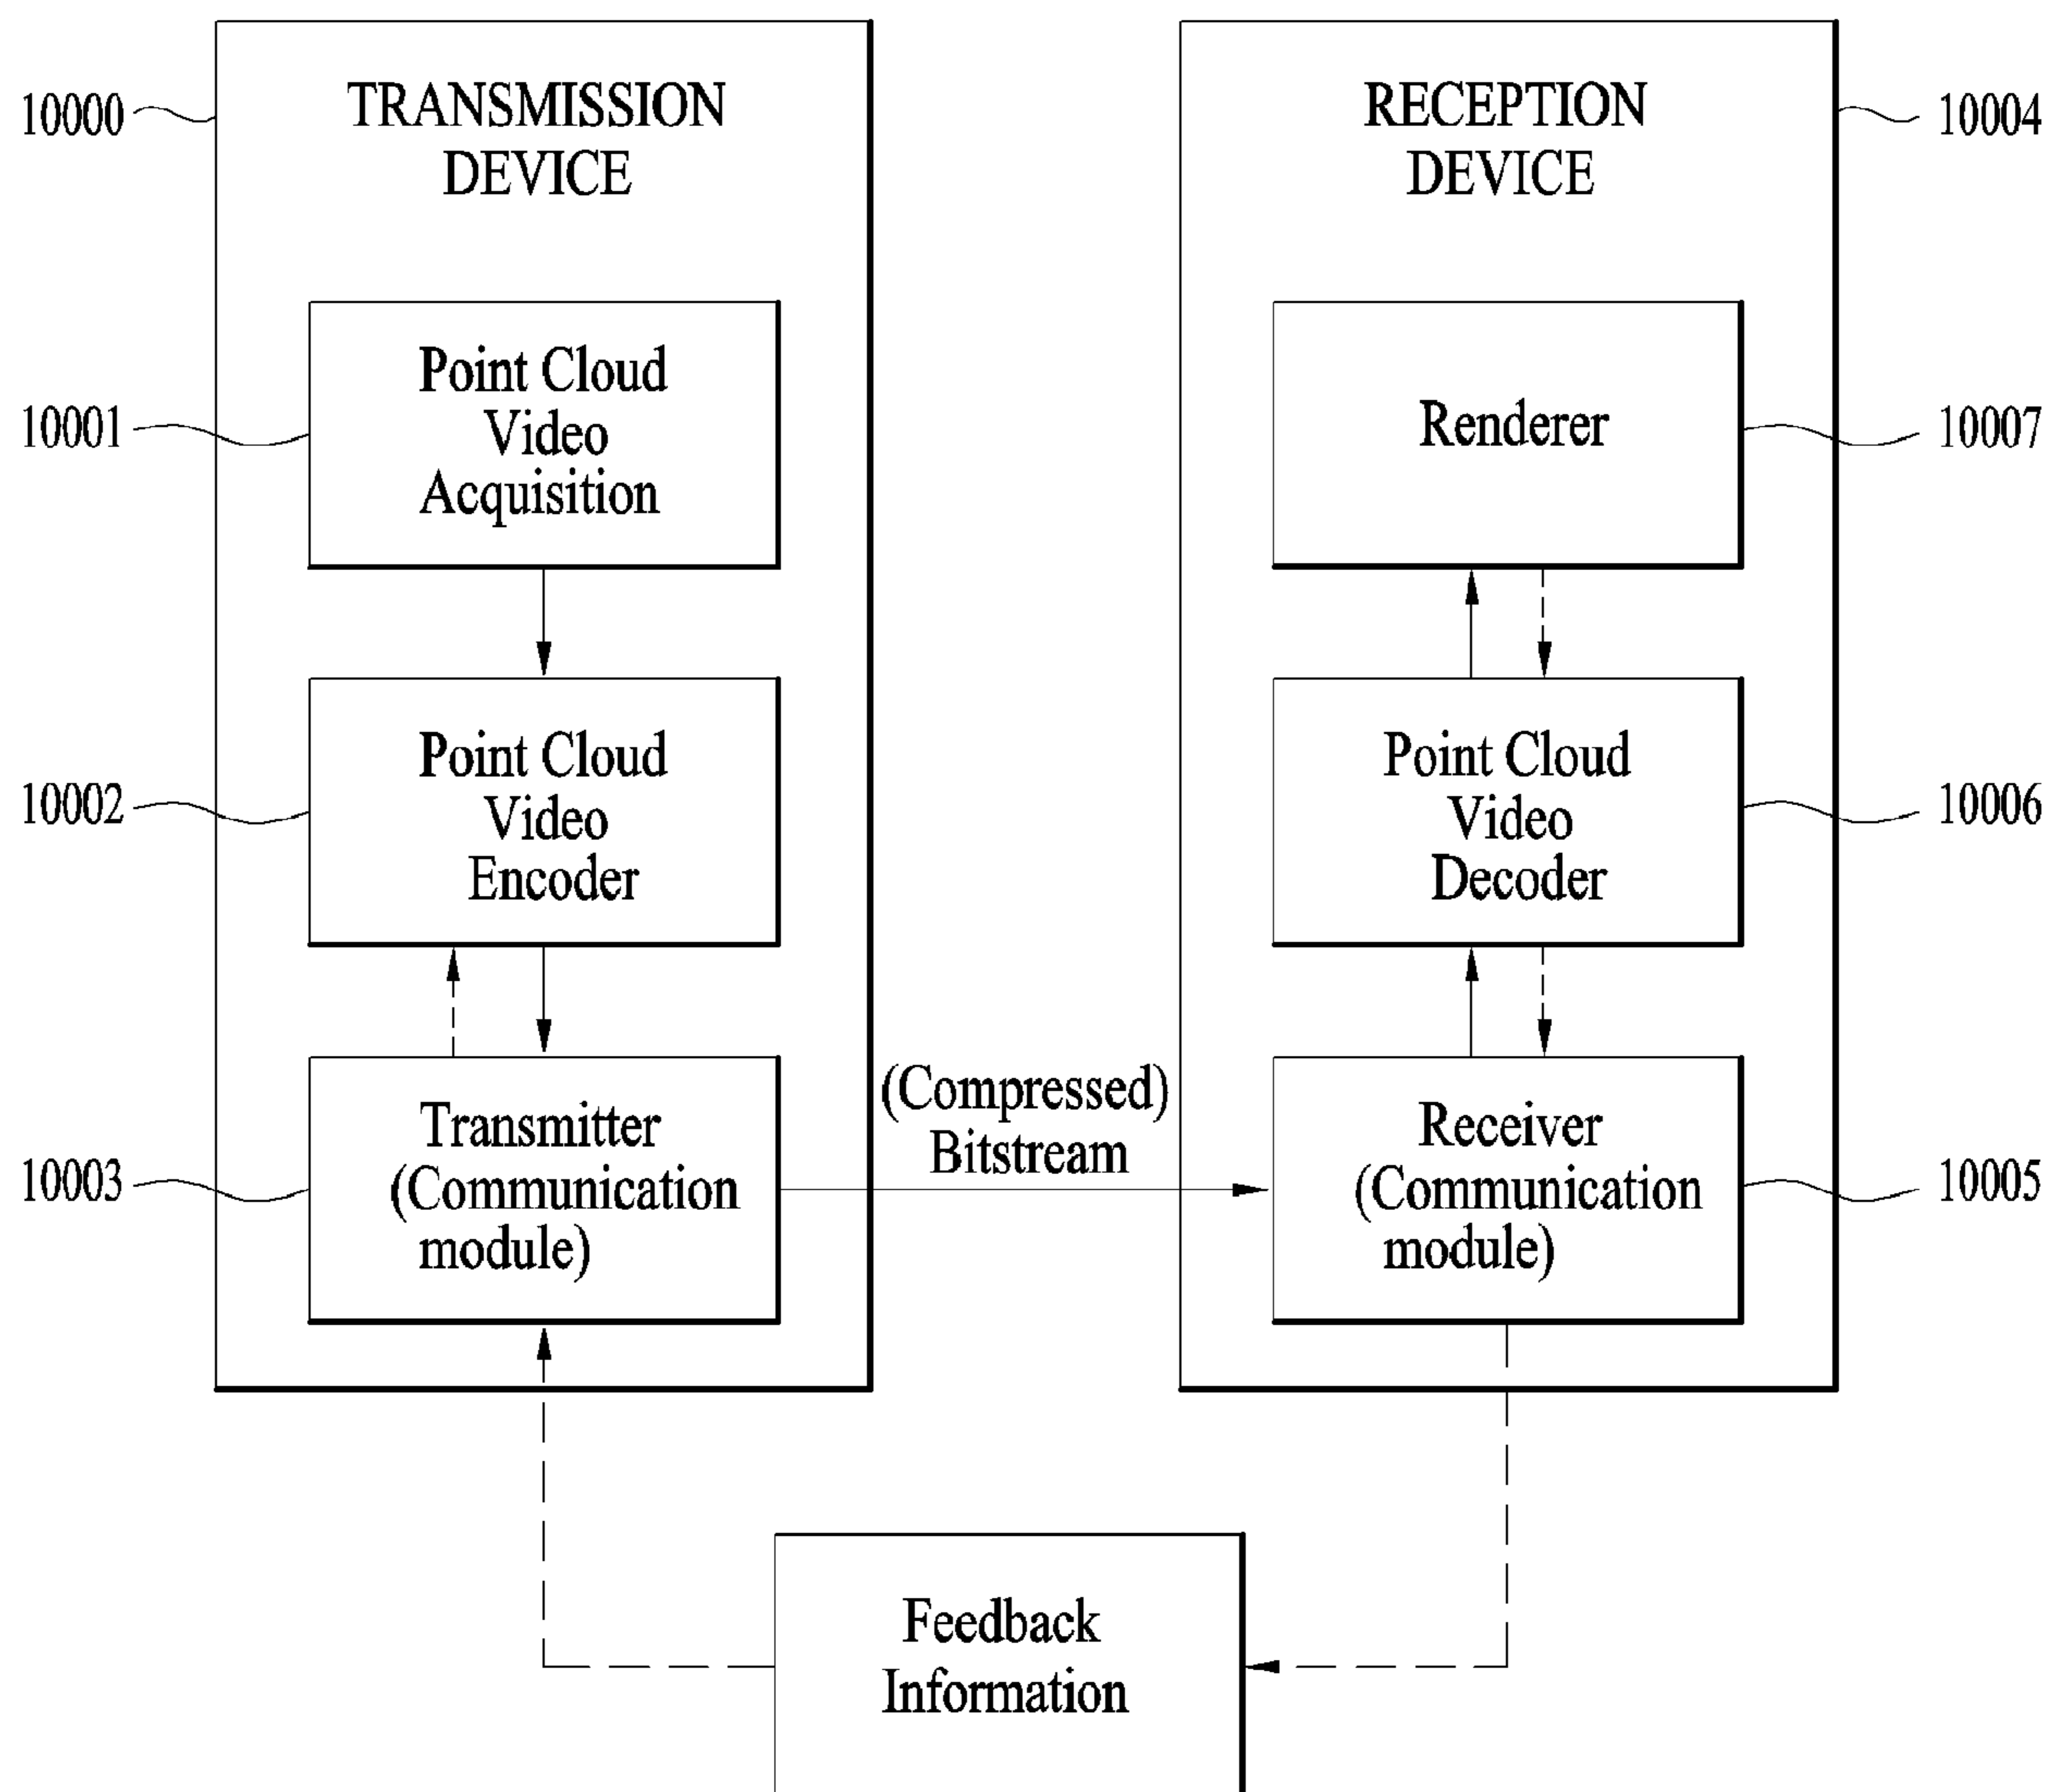 10000
TRANSMISSION
DEVICE
10001
Point Cloud
Video
Acquisition
10002
Point Cloud
Video
Encoder
10003
Transmitter
(Communication
module)
(Compressed)
Bitstream
RECEPTION
DEVICE
10004
Renderer
10007
Point Cloud
Video
Decoder
10006
Receiver
(Communication
module)
10005
Feedback
Information